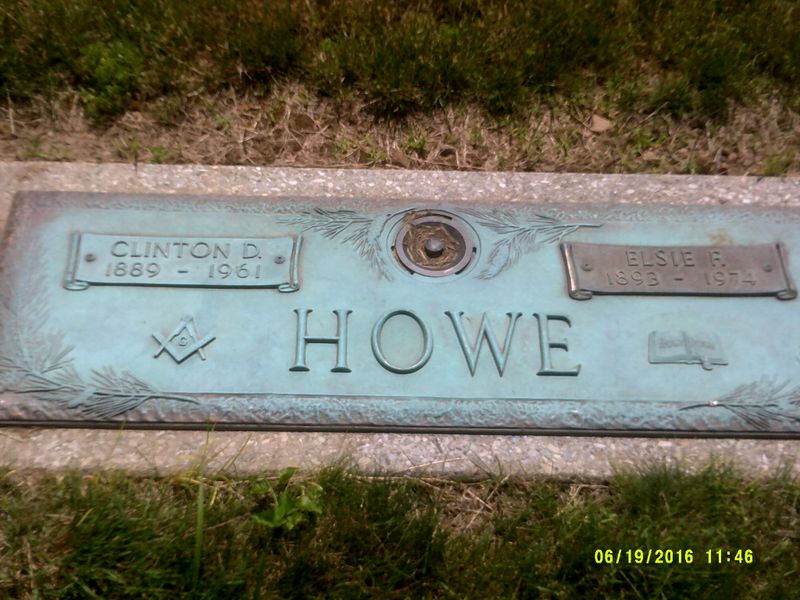 CLINTON D.
1889 - 1961
ELSIE F.
1893 - 1974
G
HOWE
06/19/2016 11:46